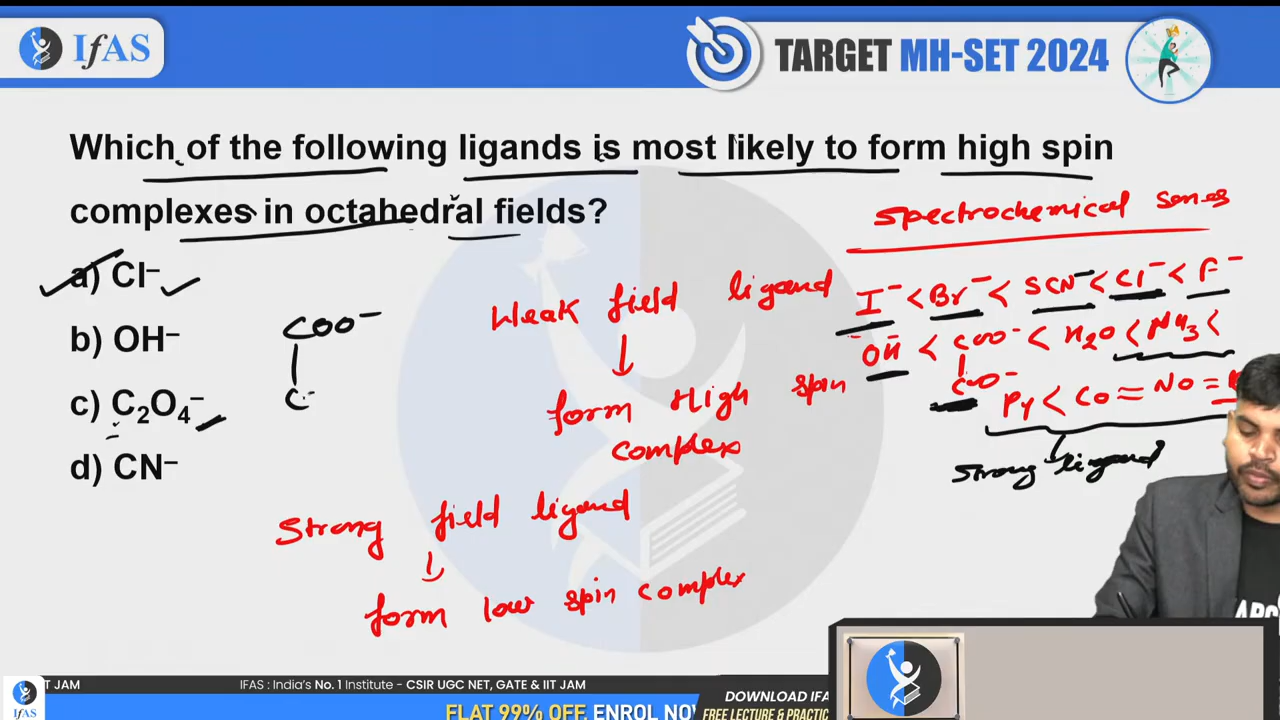 IfAS
TARGET MH-SET 2024
Which of the following ligands is most likely to form high spin
complexes in octahedral fields?
a) Cl⁻
b) OH⁻
c) C₂O₄⁻
d) CN⁻
COO⁻
C
Weak field ligand
↓
form High spin
complex
Strong field ligand
↓
form low spin complex
Spectrochemical series
I⁻ < Br⁻ < SCN⁻ < Cl⁻ < F⁻
OH⁻ < COO⁻ < H₂O < NH₃ <
COO⁻
Py < CO = NO =
Strong ligand
IIT JAM
IFAS : India's No. 1 Institute - CSIR UGC NET, GATE & IIT JAM
IFAS
FLAT 99% OFF, ENROL NOW
DOWNLOAD IFA
FREE LECTURE & PRACTIC